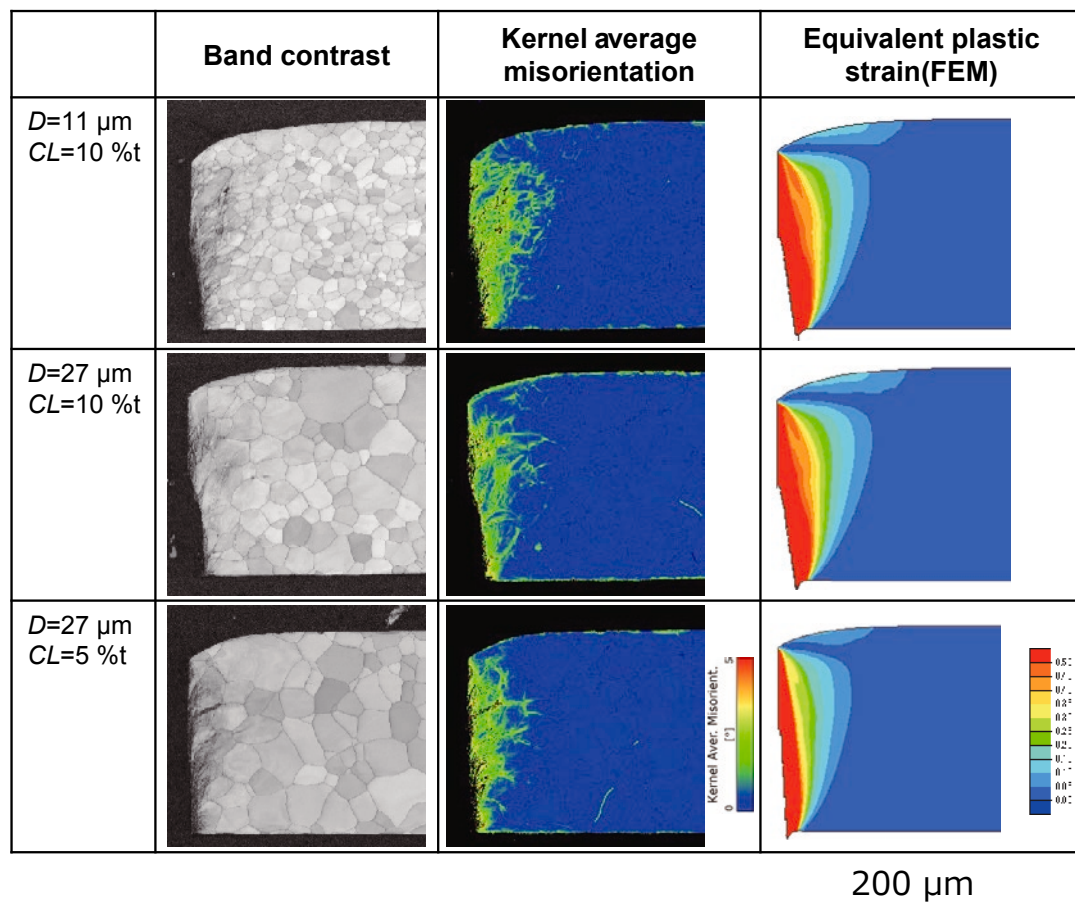 Band contrast
Kernel average
misorientation
Equivalent plastic
strain(FEM)
D=11 μm
CL=10 %t
D=27 μm
CL=10 %t
D=27 μm
CL=5 %t
Kernel Aver. Misorient.
[°]
0
5
200 μm